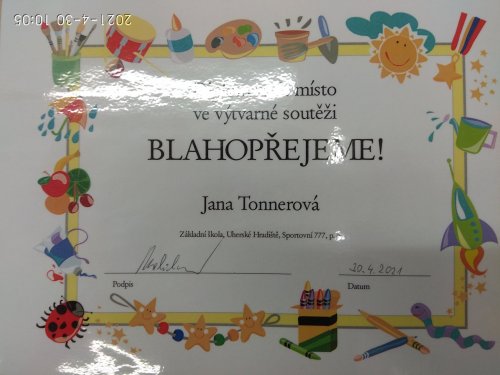 2021-4-30 10:05
místo
ve výtvarné soutěži
BLAHOPŘEJEME!
Jana Tonnerová
Základní škola, Uherské Hradiště, Sportovní 777,
30.4.2021
Podpis
Datum